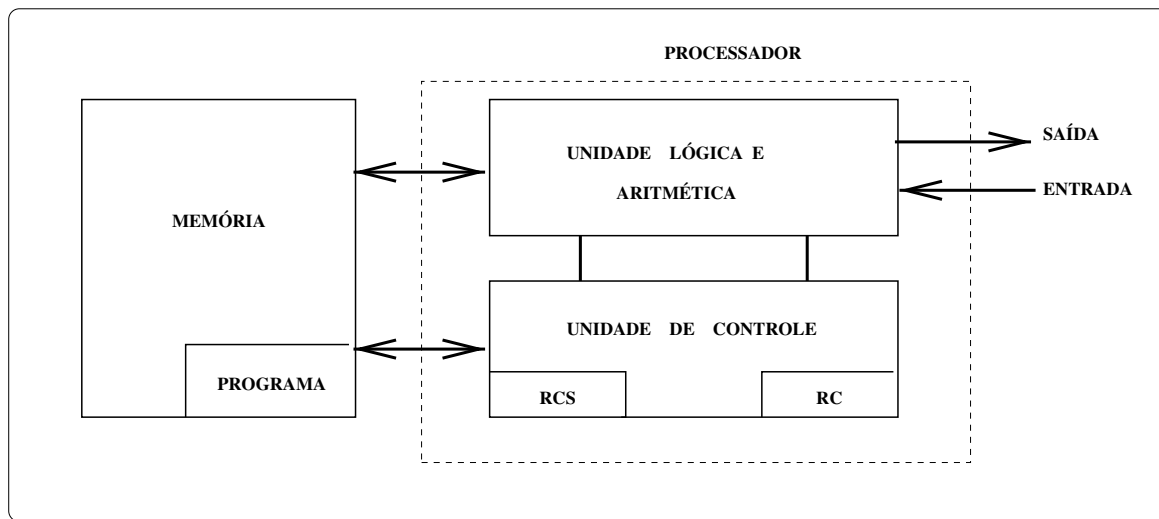 PROCESSADOR
UNIDADE LÓGICA E
ARITMÉTICA
SAÍDA
ENTRADA
MEMÓRIA
UNIDADE DE CONTROLE
PROGRAMA
RCS
RC